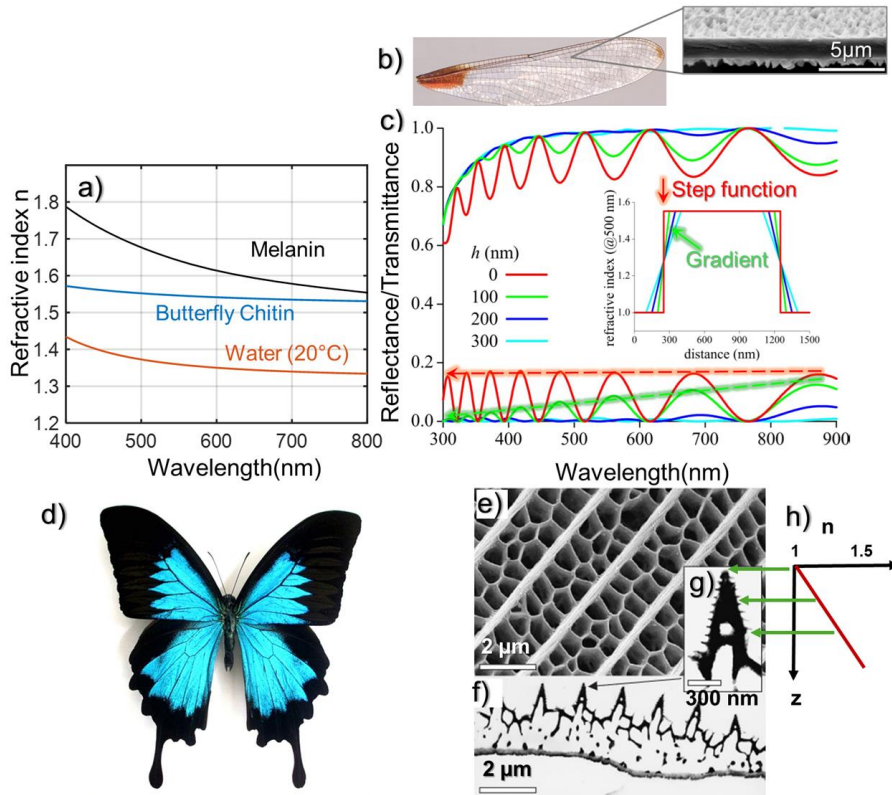 b)
5μm
c)
1.0
0.8
0.6
0.4
0.2
0.0
Reflectance/Transmittance
300
400
500
600
700
800
900
Wavelength(nm)
h (nm)
0
100
200
300
Step function
Gradient
refractive index (@500 nm)
1.6
1.4
1.2
1.0
0
300
600
900
1200
1500
distance (nm)
a)
Refractive index n
1.8
1.7
1.6
1.5
1.4
1.3
1.2
Melanin
Butterfly Chitin
Water (20°C)
400
500
600
700
800
Wavelength(nm)
d)
e)
2 μm
f)
2 μm
g)
300 nm
h)
n
1
1.5
z